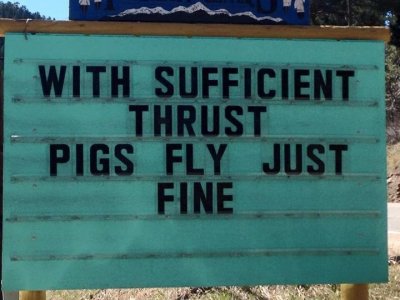 WITH SUFFICIENT
THRUST
PIGS FLY JUST
FINE